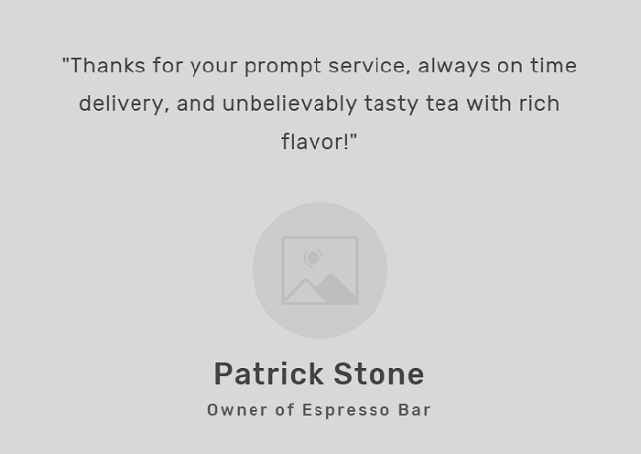 "Thanks for your prompt service, always on time
delivery, and unbelievably tasty tea with rich
flavor!"
Patrick Stone
Owner of Espresso Bar